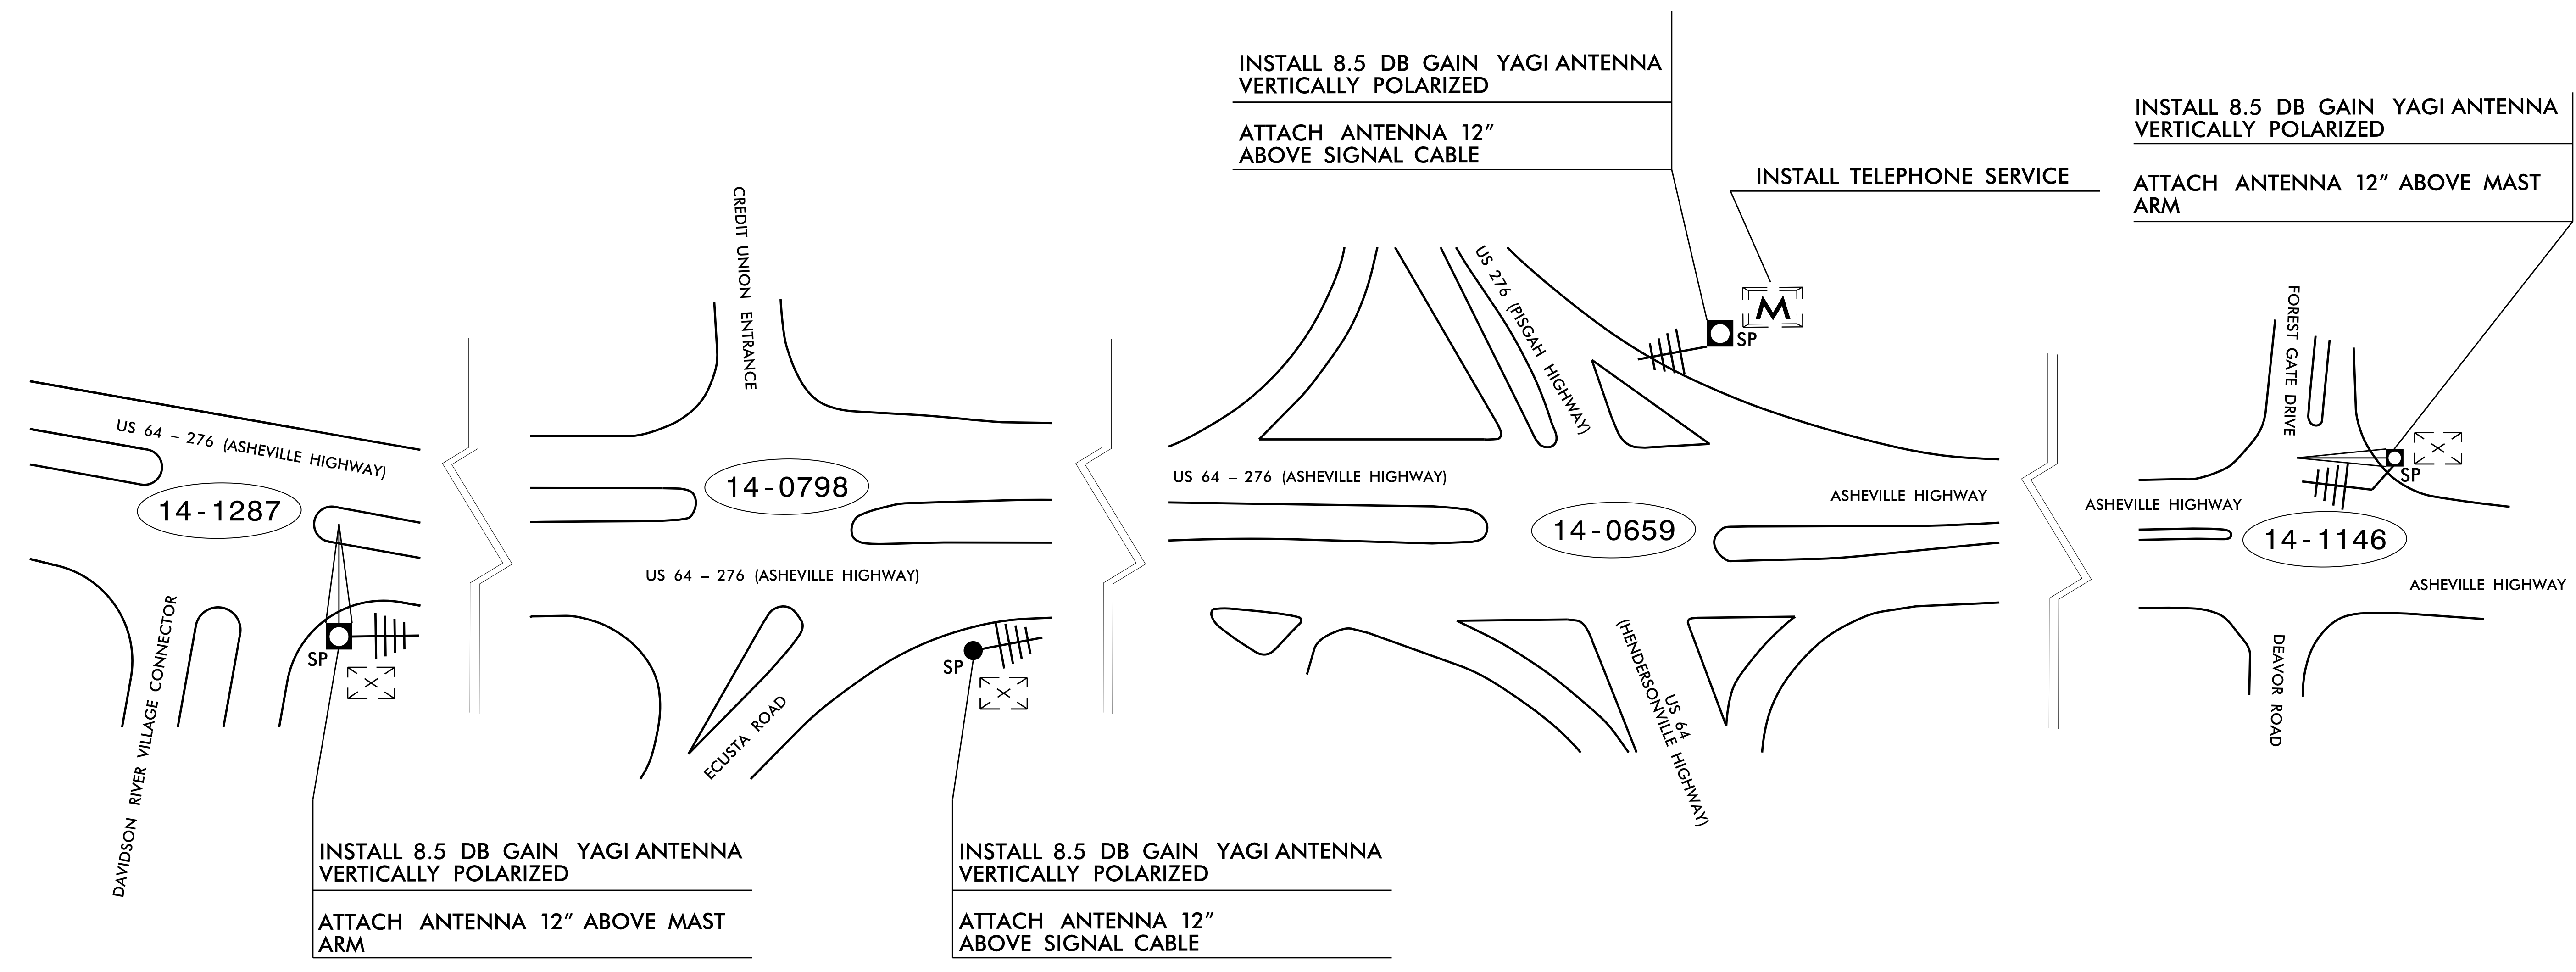 INSTALL 8.5 DB GAIN YAGI ANTENNA
VERTICALLY POLARIZED
ATTACH ANTENNA 12"
ABOVE SIGNAL CABLE
INSTALL TELEPHONE SERVICE
INSTALL 8.5 DB GAIN YAGI ANTENNA
VERTICALLY POLARIZED
ATTACH ANTENNA 12" ABOVE MAST
ARM
US 64 – 276 (ASHEVILLE HIGHWAY)
14-1287
DAVIDSON RIVER VILLAGE CONNECTOR
SP
X
INSTALL 8.5 DB GAIN YAGI ANTENNA
VERTICALLY POLARIZED
ATTACH ANTENNA 12" ABOVE MAST
ARM
CREDIT UNION ENTRANCE
14-0798
US 64 – 276 (ASHEVILLE HIGHWAY)
ECUSTA ROAD
SP
X
INSTALL 8.5 DB GAIN YAGI ANTENNA
VERTICALLY POLARIZED
ATTACH ANTENNA 12"
ABOVE SIGNAL CABLE
US 276 (PISGAH HIGHWAY)
M
SP
US 64 – 276 (ASHEVILLE HIGHWAY)
ASHEVILLE HIGHWAY
14-0659
US 64
(HENDERSONVILLE HIGHWAY)
FOREST GATE DRIVE
X
SP
ASHEVILLE HIGHWAY
14-1146
ASHEVILLE HIGHWAY
DEAVOR ROAD